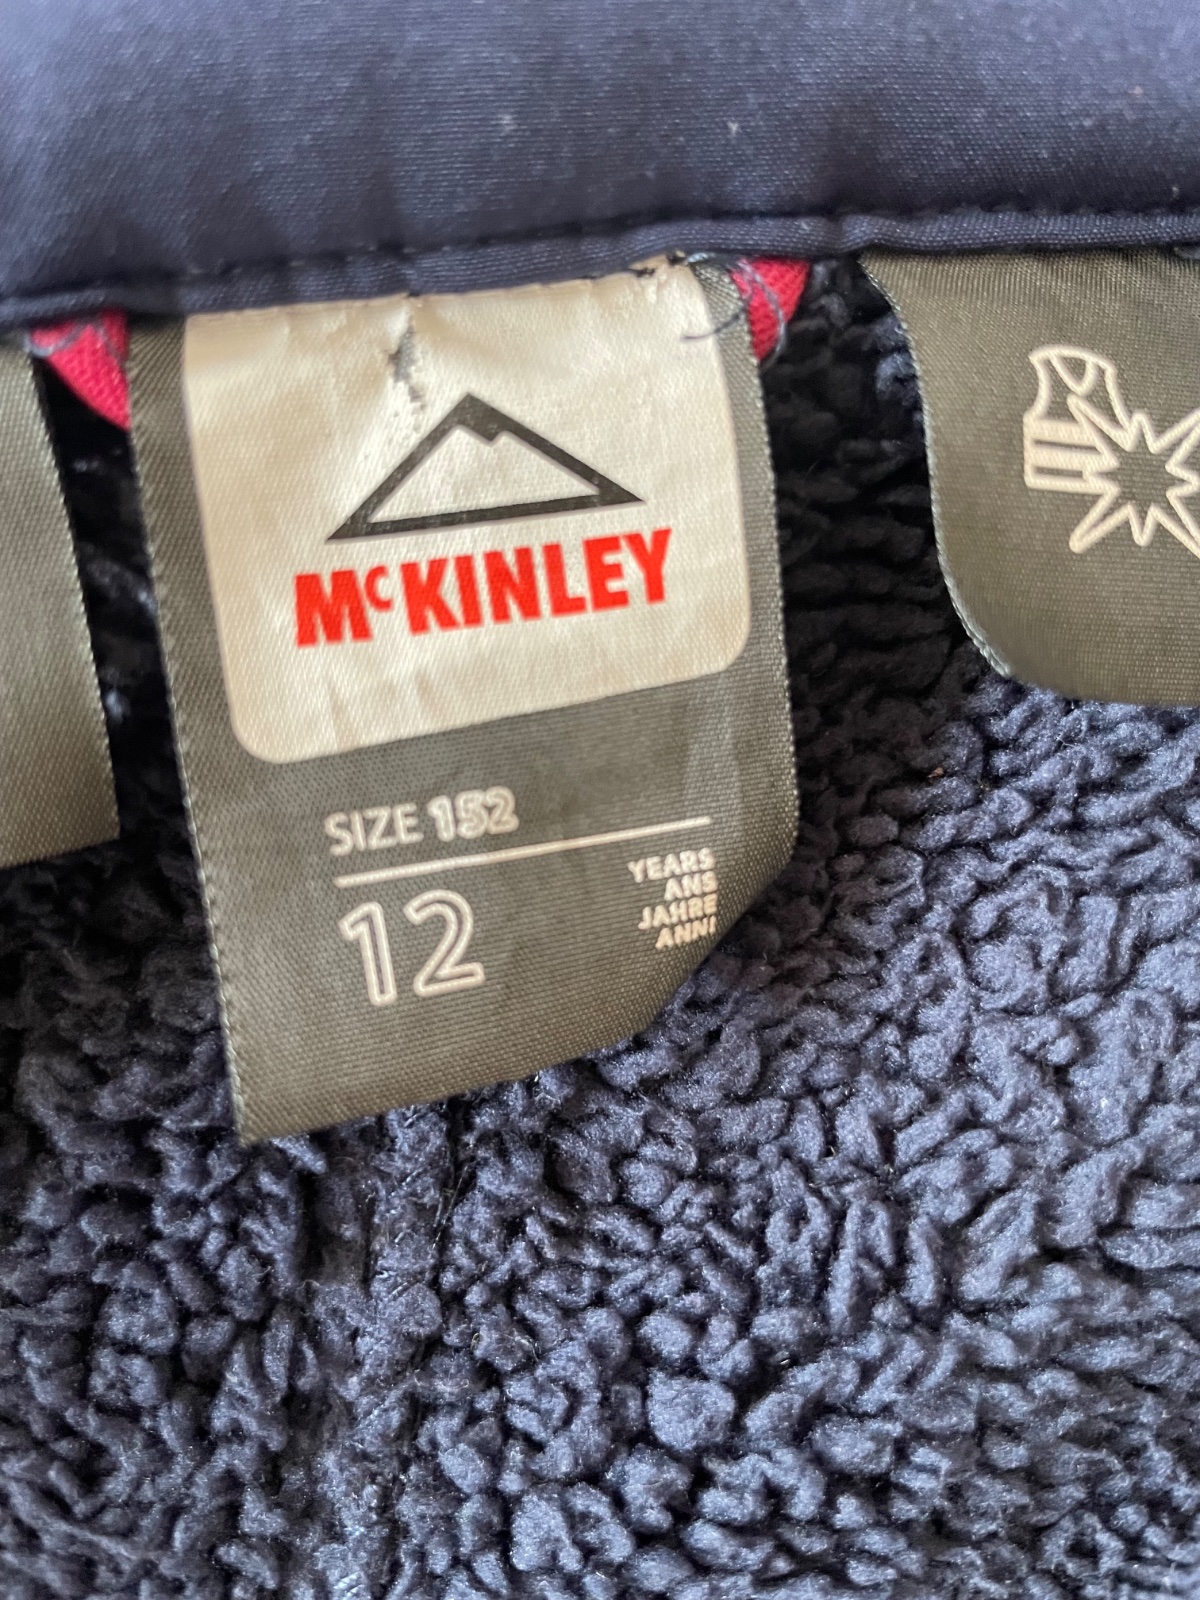 McKINLEY
SIZE 152
12
YEARS
ANS
JAHRE
ANNI